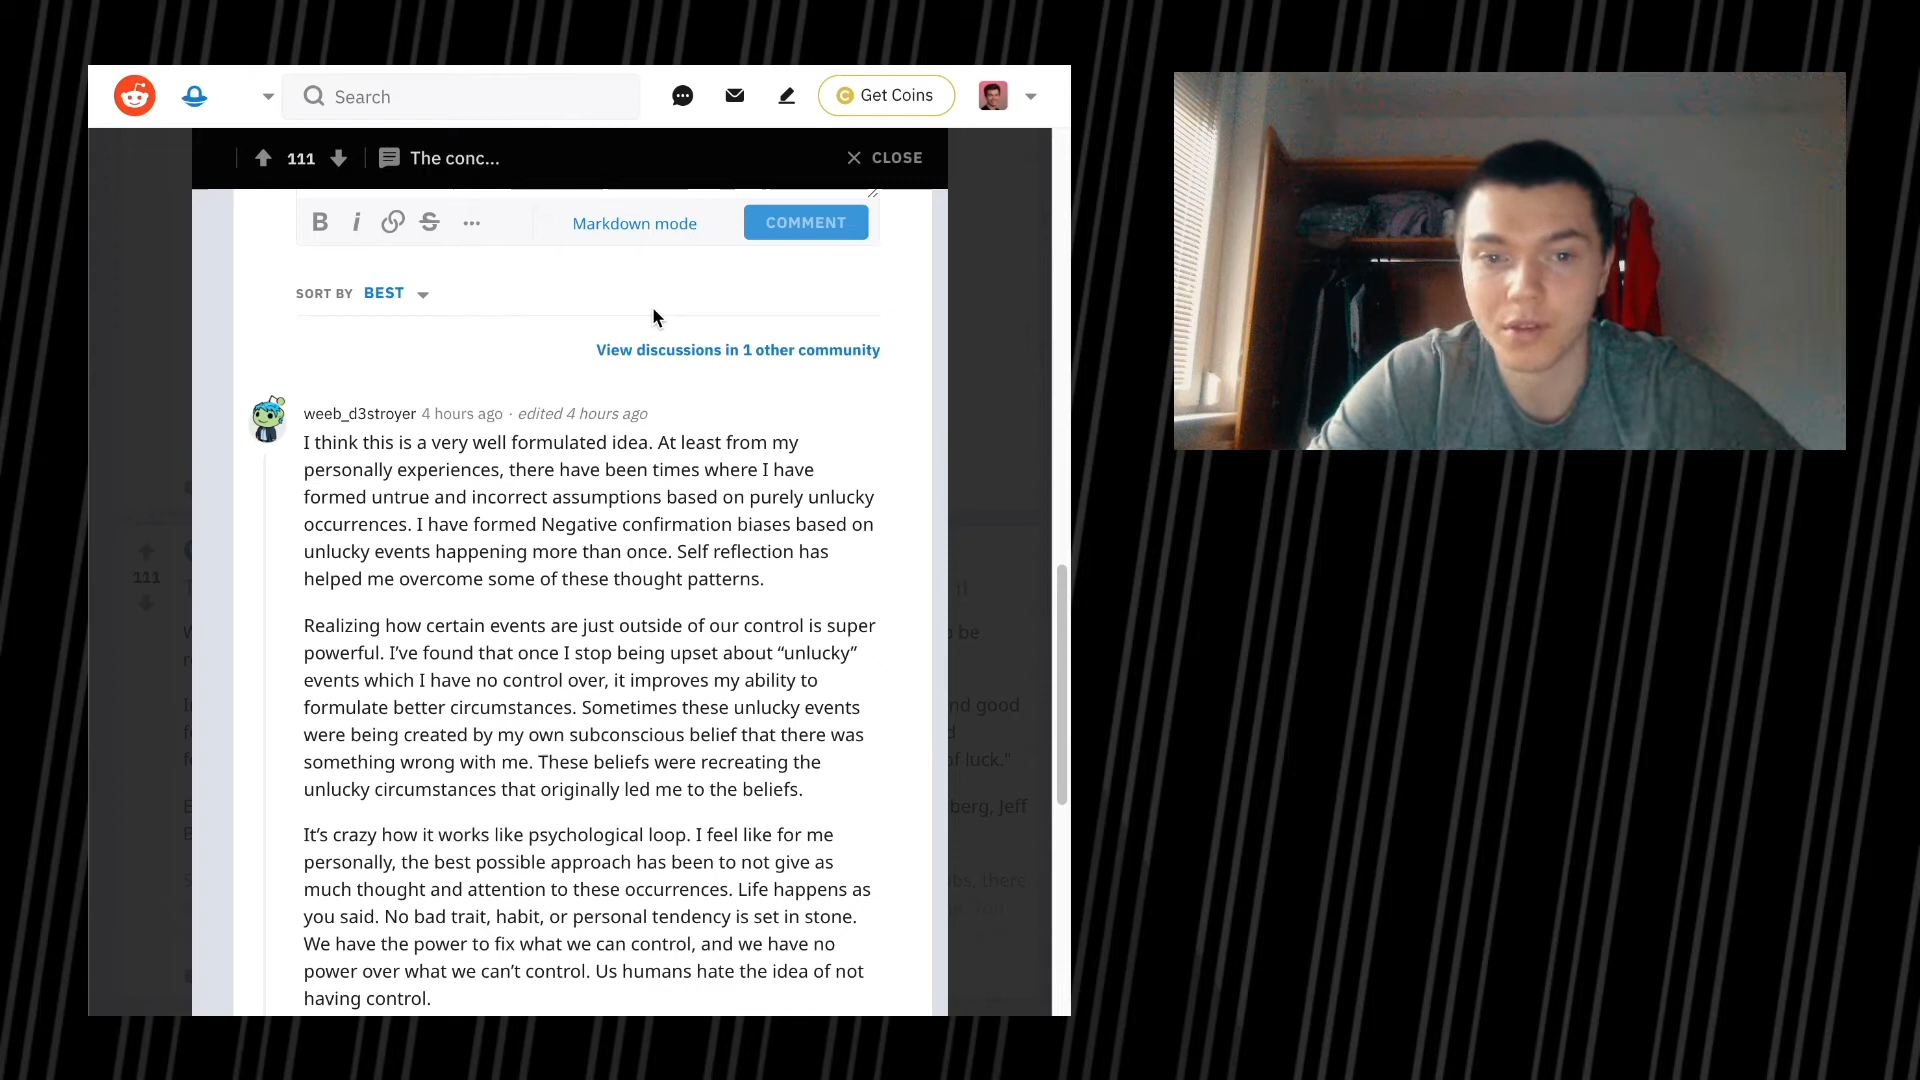 Search
Get Coins
111
The conc...
CLOSE
B i S ...
Markdown mode
COMMENT
SORT BY BEST
View discussions in 1 other community
weeb_d3stroyer 4 hours ago · edited 4 hours ago
I think this is a very well formulated idea. At least from my
personally experiences, there have been times where I have
formed untrue and incorrect assumptions based on purely unlucky
occurrences. I have formed Negative confirmation biases based on
unlucky events happening more than once. Self reflection has
helped me overcome some of these thought patterns.
Realizing how certain events are just outside of our control is super
powerful. I’ve found that once I stop being upset about “unlucky”
events which I have no control over, it improves my ability to
formulate better circumstances. Sometimes these unlucky events
were being created by my own subconscious belief that there was
something wrong with me. These beliefs were recreating the
unlucky circumstances that originally led me to the beliefs.
It’s crazy how it works like psychological loop. I feel like for me
personally, the best possible approach has been to not give as
much thought and attention to these occurrences. Life happens as
you said. No bad trait, habit, or personal tendency is set in stone.
We have the power to fix what we can control, and we have no
power over what we can’t control. Us humans hate the idea of not
having control.
111
be
nd good
of luck."
berg, Jeff
bs, there